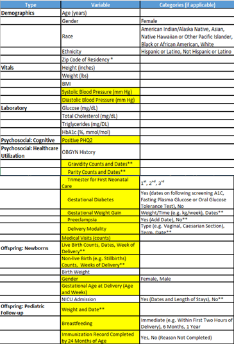 Type Variable Categories (if applicable)
Demographics Age (years)
Gender Female
Race American Indian/Alaska Native, Asian,
Native Hawaiian or Other Pacific Islander,
Black or African American, White
Ethnicity Hispanic or Latino, Not Hispanic or Latino
Zip Code of Residency *
Vitals Height (inches)
Weight (lbs)
BMI
Systolic Blood Pressure (mm Hg)
Diastolic Blood Pressure (mm Hg)
Laboratory Glucose (mg/dL)
Total Cholesterol (mg/dL)
Triglycerides (mg/DL)
HbA1c (%, mmol/mol)
Psychosocial: Cognitive Positive PHQ2
Psychosocial: Healthcare
Utilization
OBGYN History
Gravidity Counts and Dates**
Parity Counts and Dates**
Trimester for First Neonatal
Care
1st, 2nd, 3rd
Gestational Diabetes Yes (dates on following screening A1C,
Fasting Plasma Glucose or Oral Glucose
Tolerance Test), No
Gestational Weight Gain Weight/Time (e.g. kg/week), Dates**
Preeclampsia Yes (Add Dates**), No
Delivery Modality Type (e.g. Vaginal, Caesarian Section),
Term, Date**
Medical Visits (counts)
Offspring: Newborns Live Birth Counts, Dates, Week of
Delivery**
Non-live Birth (e.g. Stillbirths)
Counts, Weeks of Delivery**
Birth Weight
Gender Female, Male
Gestational Age at Delivery (Age
and Weeks)
NICU Admission Yes (Dates and Length of Stays), No**
Offspring: Pediatric
Follow-up
Weight and Date**
Breastfeeding Immediate (e.g. Within First Two Hours of
Delivery), 6 Months, 1 Year
Immunization Record Completed
by 24 Months of Age
Yes, No (Record Not Completed)